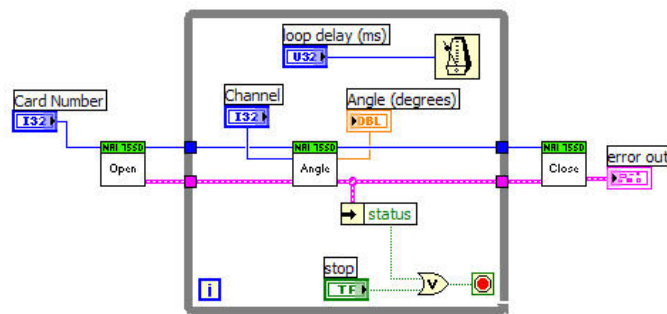 loop delay (ms)
U32
Card Number
I32
Channel
I32
Angle (degrees)
DBL
NAI 75SD
Open
NAI 75SD
Angle
NAI 75SD
Close
error out
status
stop
TF
V
i